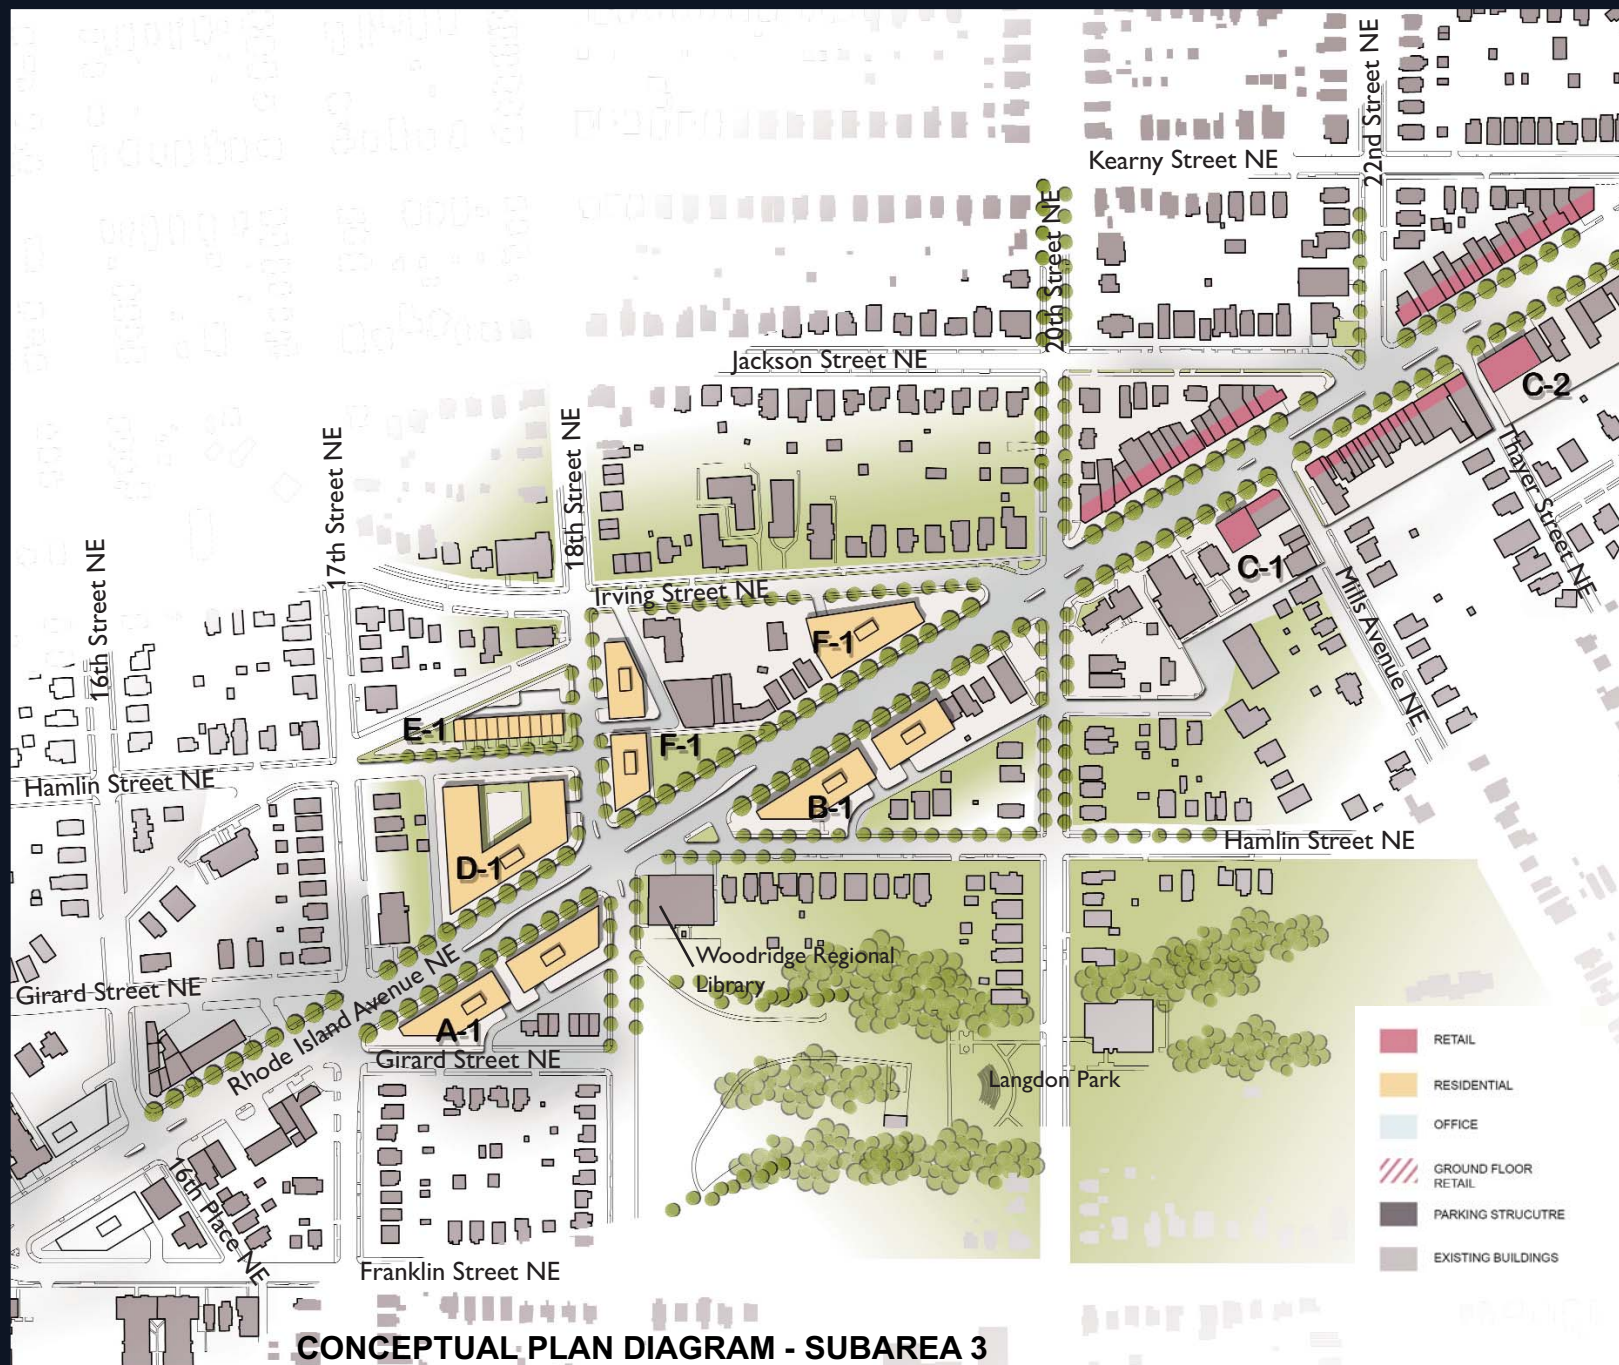 22nd Street NE
Kearny Street NE
20th Street NE
Jackson Street NE
C-2
18th Street NE
17th Street NE
Thayer Street NE
16th Street NE
Irving Street NE
C-1
Mills Avenue NE
F-1
E-1
F-1
Hamlin Street NE
B-1
Hamlin Street NE
D-1
Woodridge Regional
Library
Girard Street NE
Rhode Island Avenue NE
A-1
Girard Street NE
Langdon Park
16th Place NE
Franklin Street NE
RETAIL
RESIDENTIAL
OFFICE
GROUND FLOOR
RETAIL
PARKING STRUCUTRE
EXISTING BUILDINGS
CONCEPTUAL PLAN DIAGRAM - SUBAREA 3